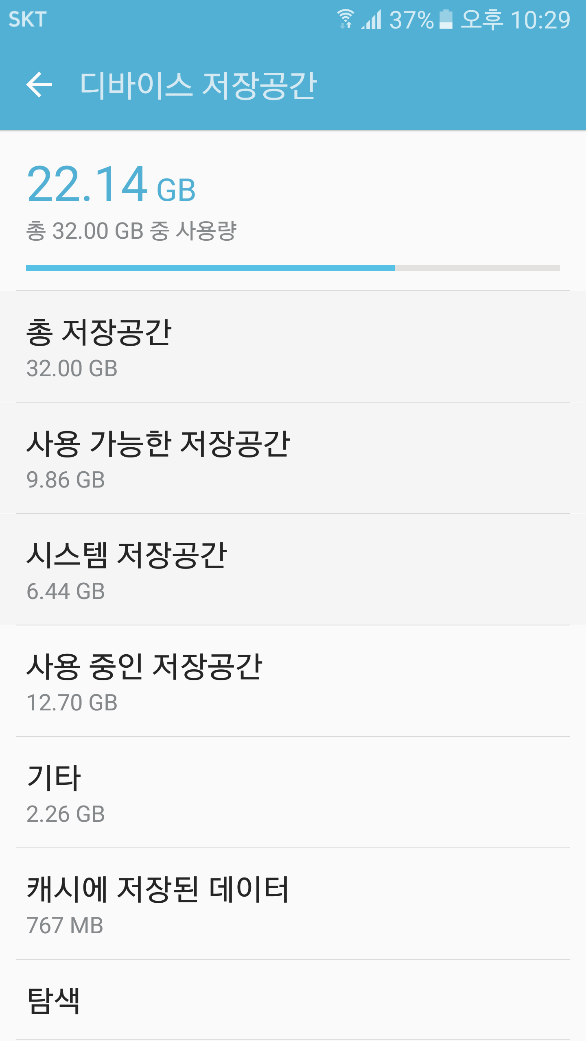 SKT 37% 오후 10:29
디바이스 저장공간
22.14 GB
총 32.00 GB 중 사용량
총 저장공간
32.00 GB
사용 가능한 저장공간
9.86 GB
시스템 저장공간
6.44 GB
사용 중인 저장공간
12.70 GB
기타
2.26 GB
캐시에 저장된 데이터
767 MB
탐색